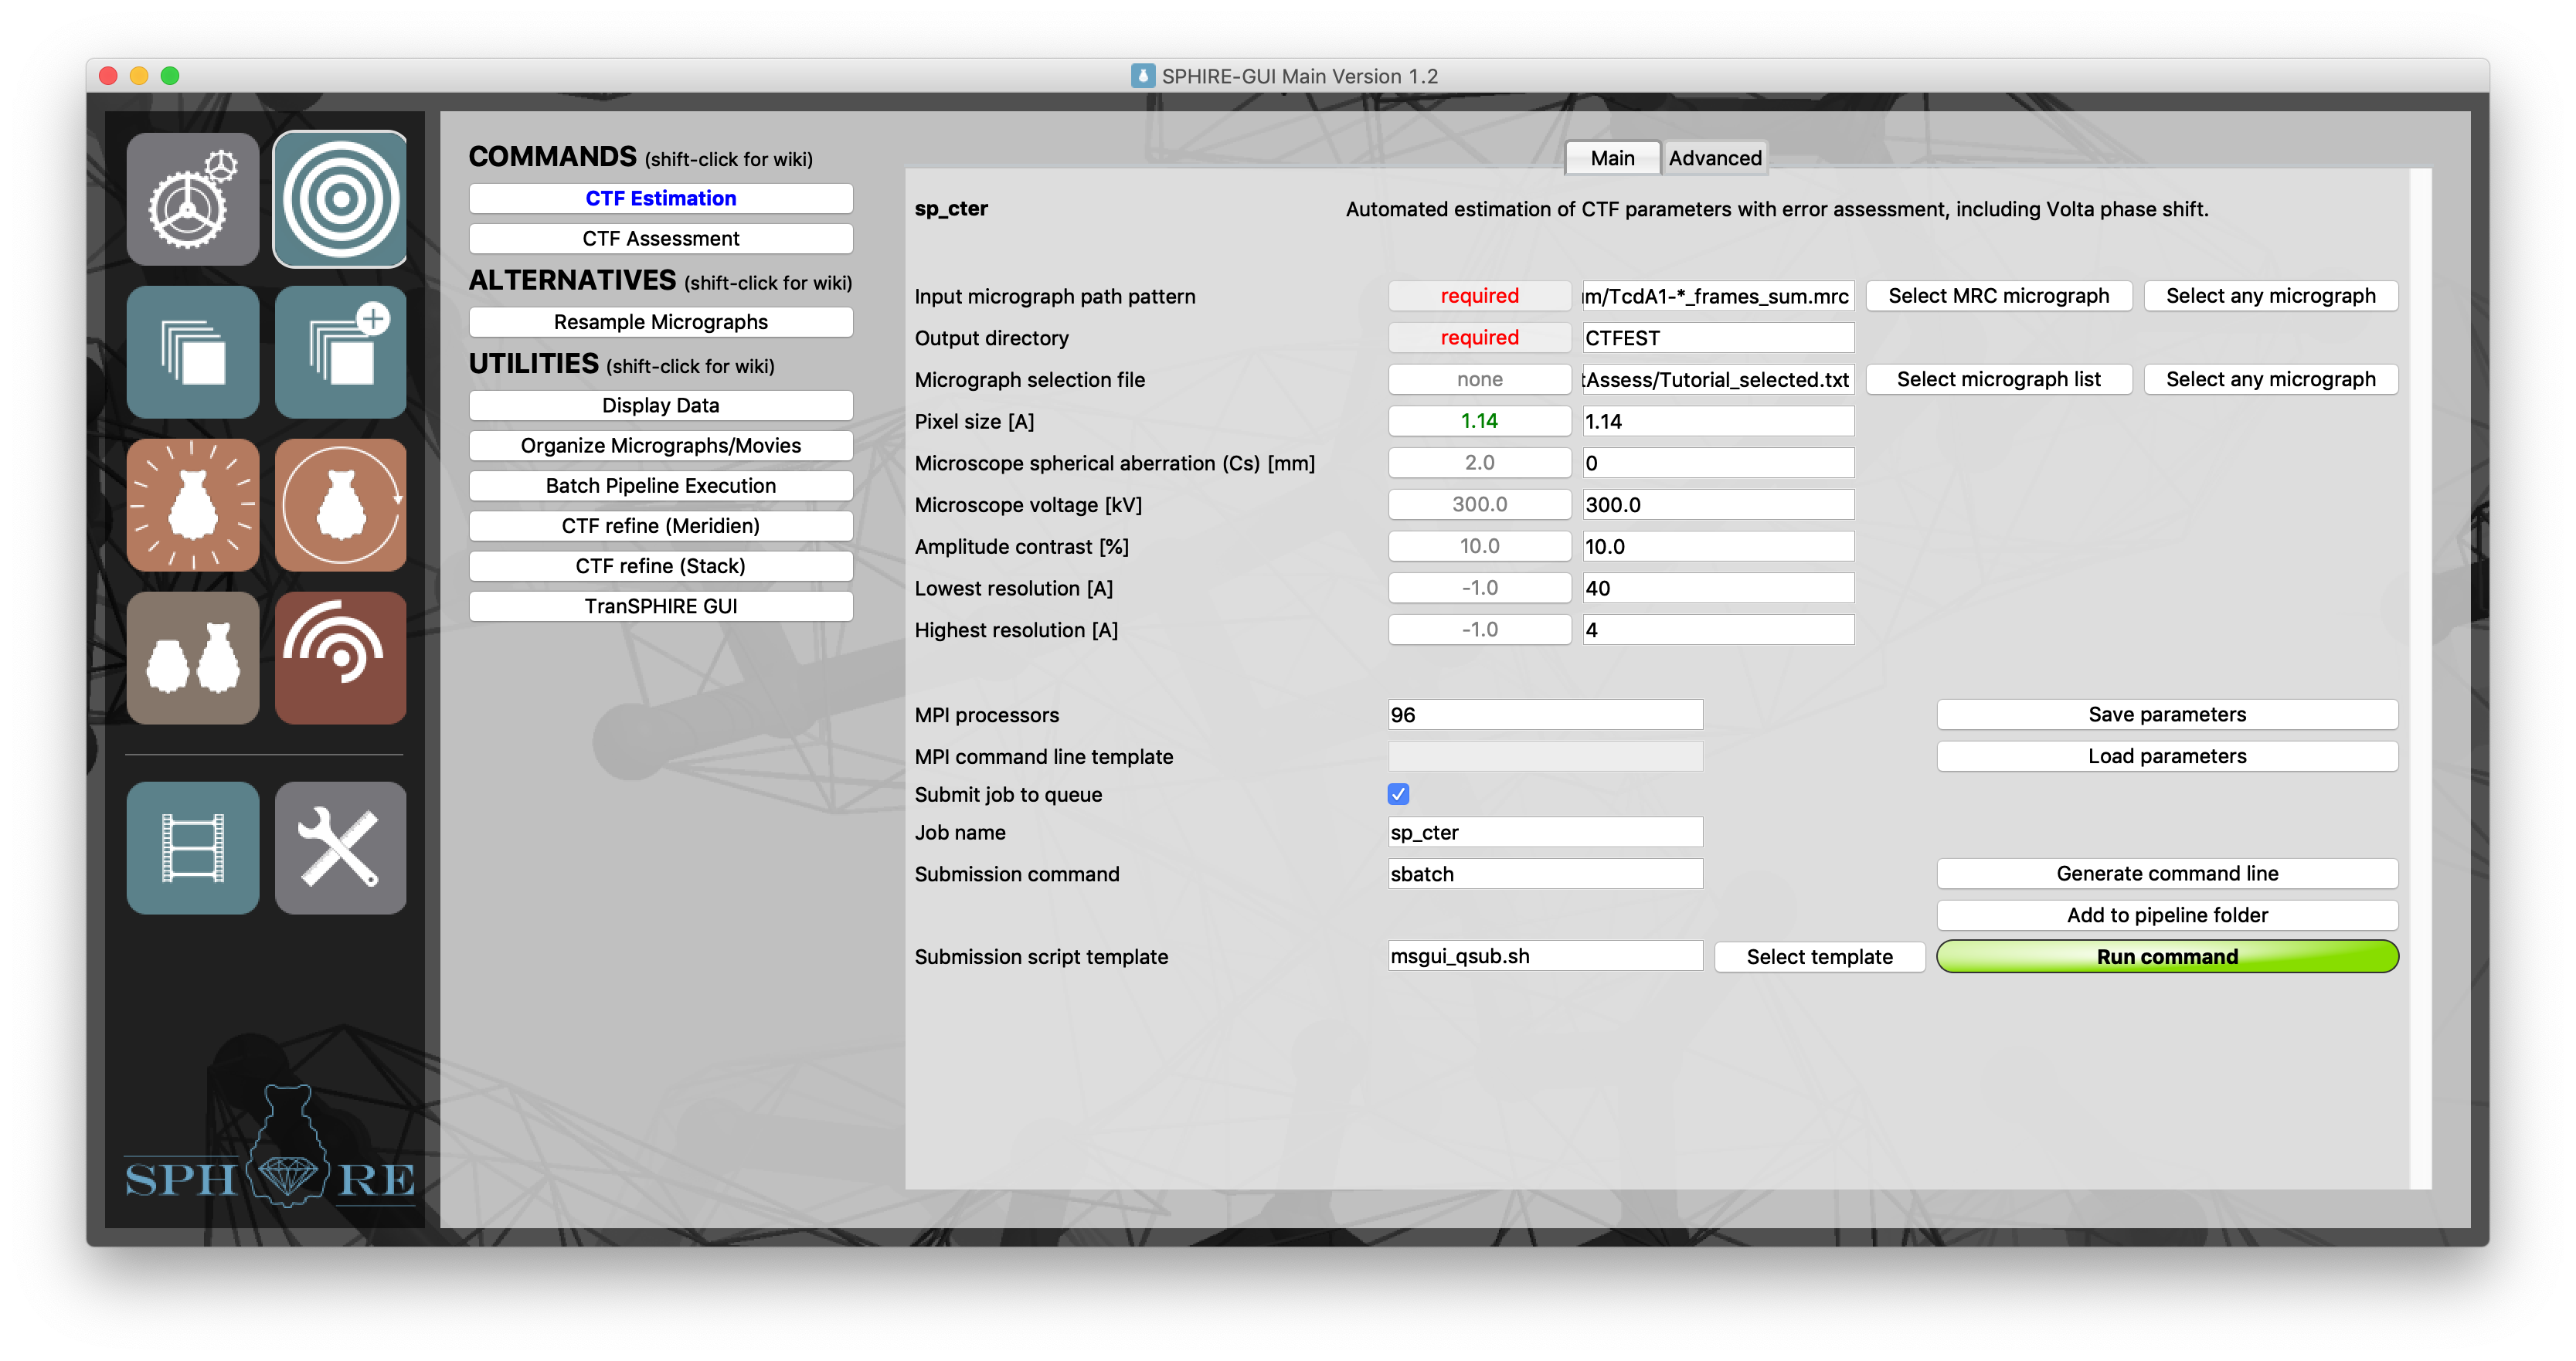 SPHIRE-GUI Main Version 1.2
COMMANDS (shift-click for wiki)
CTF Estimation
CTF Assessment
ALTERNATIVES (shift-click for wiki)
Resample Micrographs
UTILITIES (shift-click for wiki)
Display Data
Organize Micrographs/Movies
Batch Pipeline Execution
CTF refine (Meridien)
CTF refine (Stack)
TranSPHIRE GUI
Main Advanced
sp_cter Automated estimation of CTF parameters with error assessment, including Volta phase shift.
Input micrograph path pattern required m/TcdA1-*_frames_sum.mrc Select MRC micrograph Select any micrograph
Output directory required CTFEST
Micrograph selection file none tAssess/Tutorial_selected.txt Select micrograph list Select any micrograph
Pixel size [A] 1.14 1.14
Microscope spherical aberration (Cs) [mm] 2.0 0
Microscope voltage [kV] 300.0 300.0
Amplitude contrast [%] 10.0 10.0
Lowest resolution [A] -1.0 40
Highest resolution [A] -1.0 4
MPI processors 96 Save parameters
MPI command line template Load parameters
Submit job to queue
Job name sp_cter
Submission command sbatch Generate command line
Add to pipeline folder
Submission script template msgui_qsub.sh Select template Run command
SPH RE